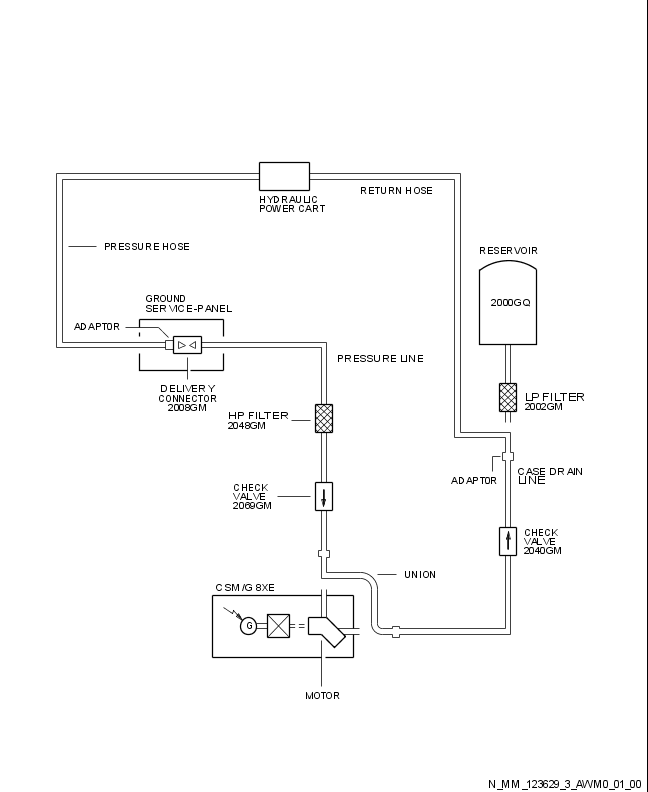 HYDRAULIC
POWER CART
RETURN HOSE
PRESSURE HOSE
RESERVOIR
2000GQ
GROUND
SERVICE-PANEL
ADAPTOR
PRESSURE LINE
DELIVERY
CONNECTOR
2008GM
LP FILTER
2002GM
HP FILTER
2048GM
CASE DRAIN
LINE
ADAPTOR
CHECK
VALVE
2069GM
CHECK
VALVE
2040GM
UNION
CSM/G 8XE
G
MOTOR
N_MM_123629_3_AVM0_01_00